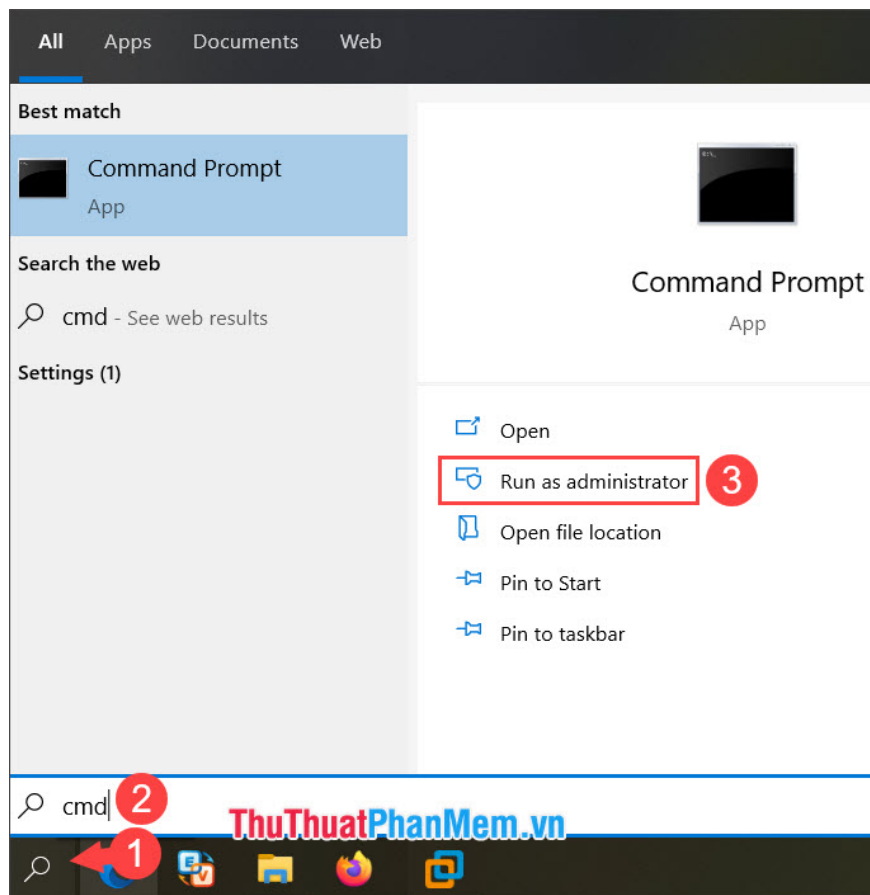 All Apps Documents Web
Best match
Command Prompt
App
Search the web
cmd - See web results
Settings (1)
Command Prompt
App
Open
Run as administrator
3
Open file location
Pin to Start
Pin to taskbar
cmd
2
ThuThuatPhanMem.vn
1